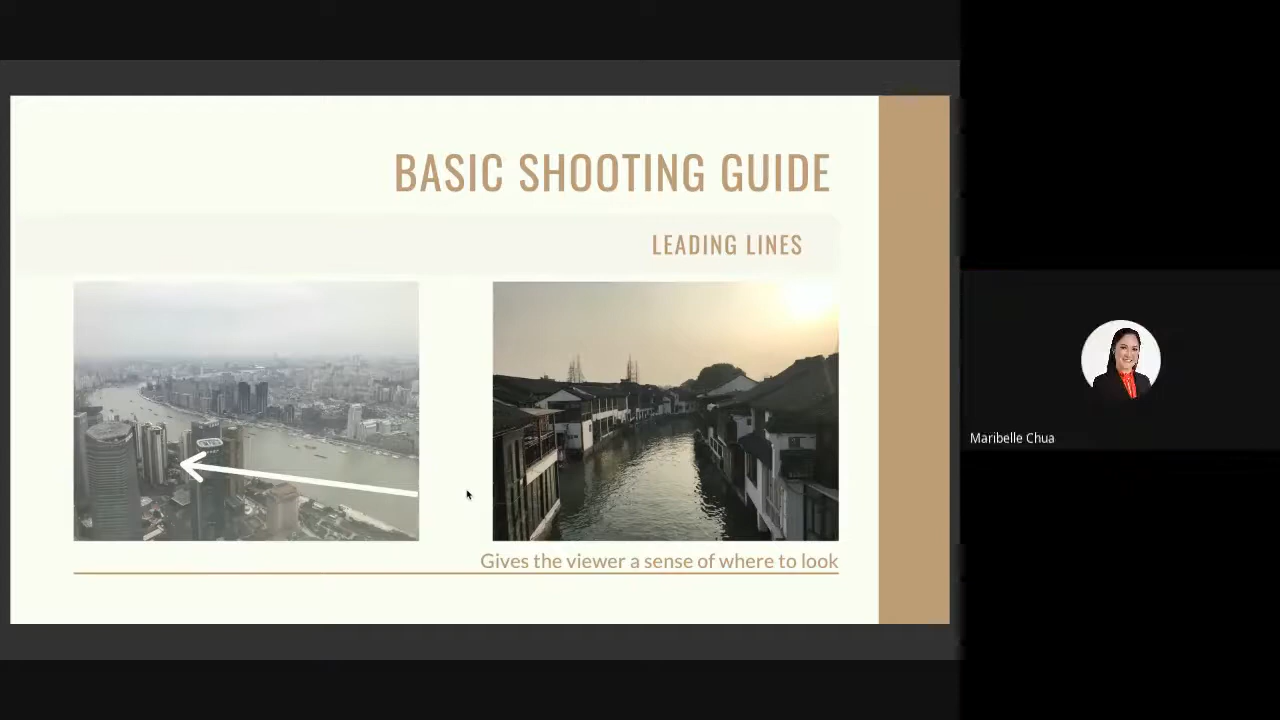 BASIC SHOOTING GUIDE
LEADING LINES
Gives the viewer a sense of where to look
Maribelle Chua